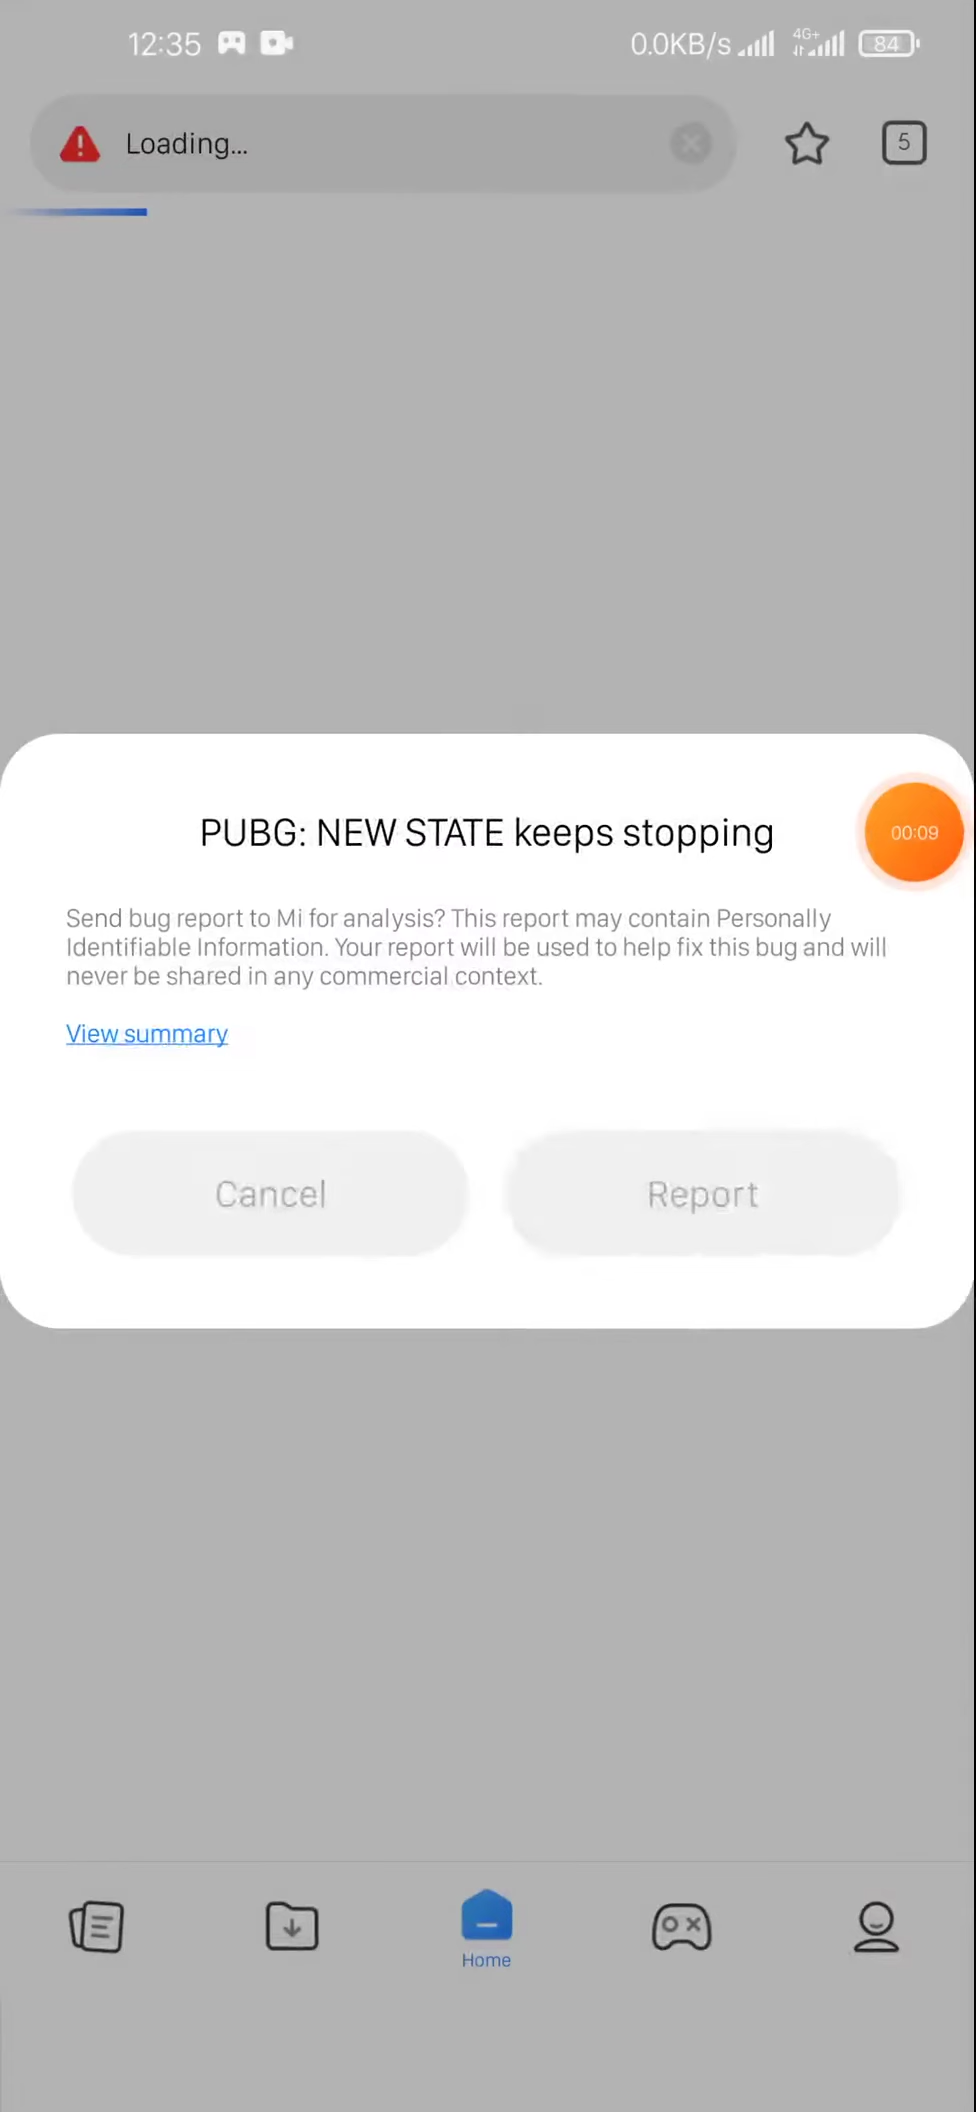 12:35 0.0KB/s 4G+ 84
Loading... 5
PUBG: NEW STATE keeps stopping
00:09
Send bug report to Mi for analysis? This report may contain Personally
Identifiable Information. Your report will be used to help fix this bug and will
never be shared in any commercial context.
View summary
Cancel Report
Home